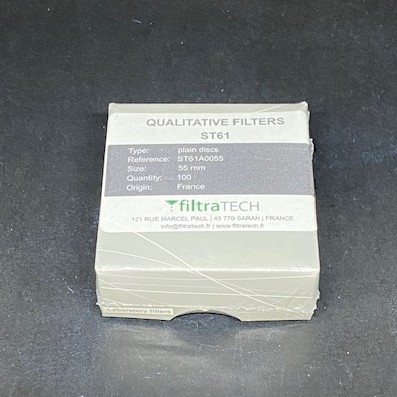 QUALITATIVE FILTERS
ST61
Type: plain discs
Reference: ST61A0055
Size: 55 mm
Quantity: 100
Origin: France
filtraTECH
121 RUE MARCEL PAUL | 45 770 SARAN | FRANCE
info@filtratech.fr | www.filtratech.fr
Laboratory filters